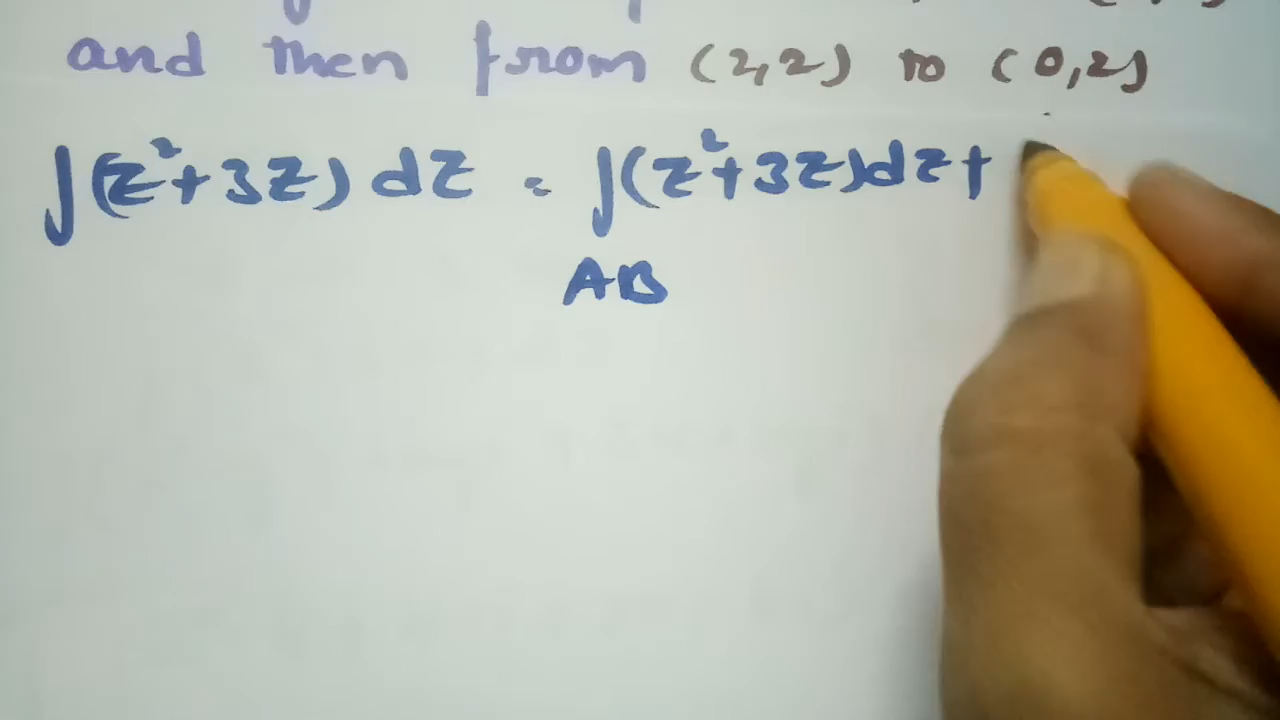 and then from (2,2) to (0,2)
∫(z²+3z) dz = ∫(z²+3z)dz+
AB